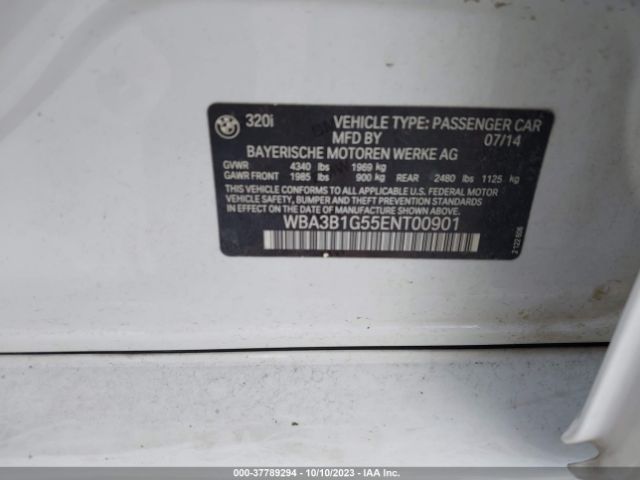 320i VEHICLE TYPE: PASSENGER CAR
MFD BY 07/14
BAYERISCHE MOTOREN WERKE AG
GVWR 4340 lbs 1969 kg
GAWR FRONT 1985 lbs 900 kg REAR 2480 lbs 1125 kg
THIS VEHICLE CONFORMS TO ALL APPLICABLE U.S. FEDERAL MOTOR
VEHICLE SAFETY, BUMPER AND THEFT PREVENTION STANDARDS IN
EFFECT ON THE DATE OF MANUFACTURE SHOWN ABOVE.
WBA3B1G55ENT00901
000-37789294 - 10/10/2023 - IAA Inc.